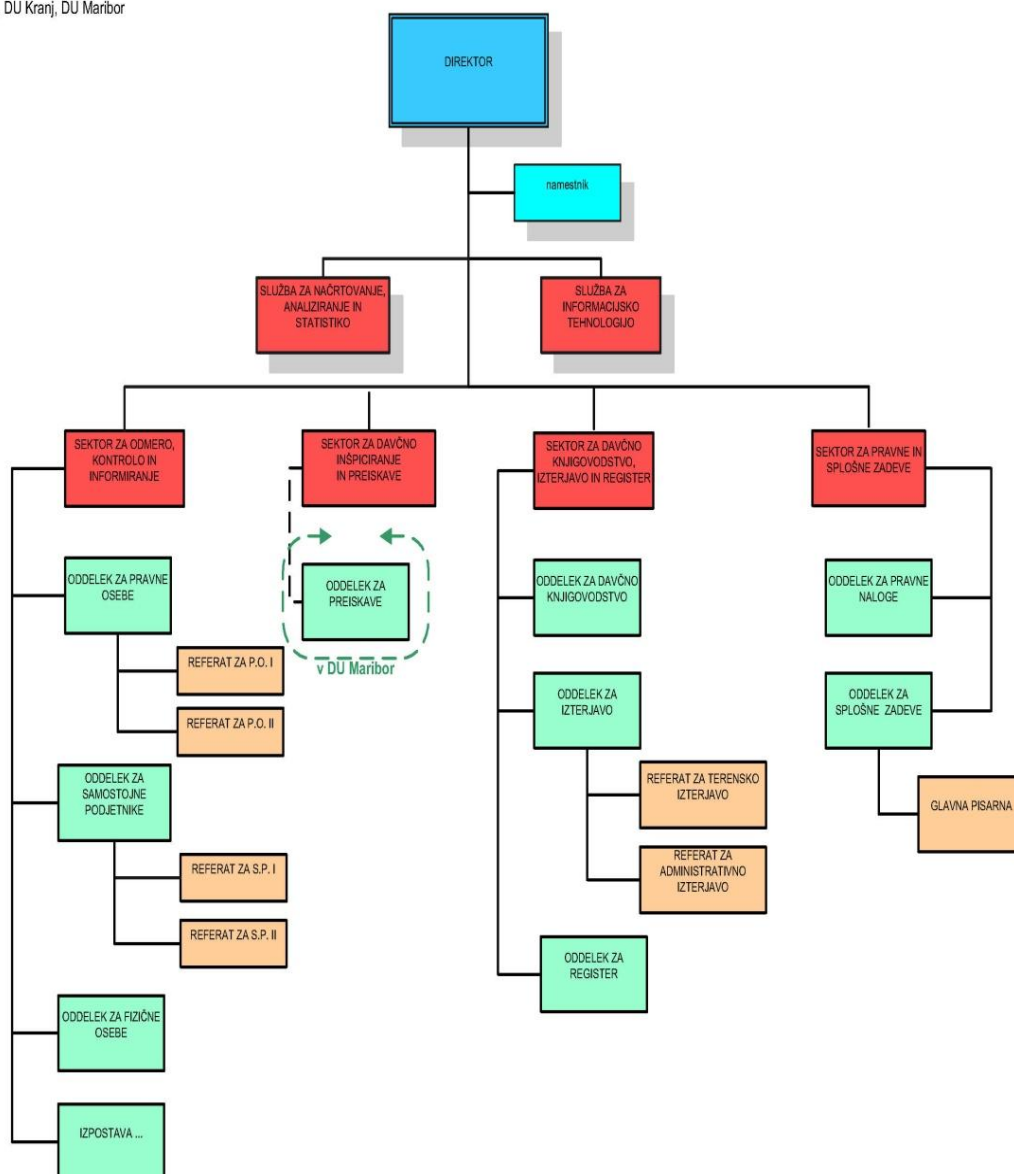 DU Kranj, DU Maribor
DIREKTOR
namestnik
SLUŽBA ZA NAČRTOVANJE,
ANALIZIRANJE IN
STATISTIKO
SLUŽBA ZA
INFORMACIJSKO
TEHNOLOGIJO
SEKTOR ZA ODMERO,
KONTROLO IN
INFORMIRANJE
SEKTOR ZA DAVČNO
INŠPICIRANJE
IN PREISKAVE
SEKTOR ZA DAVČNO
KNJIGOVODSTVO,
IZTERJAVO IN REGISTER
SEKTOR ZA PRAVNE IN
SPLOŠNE ZADEVE
ODDELEK ZA PRAVNE
OSEBE
ODDELEK ZA
PREISKAVE
v DU Maribor
ODDELEK ZA DAVČNO
KNJIGOVODSTVO
ODDELEK ZA PRAVNE
NALOGE
REFERAT ZA P.O. I
REFERAT ZA P.O. II
ODDELEK ZA
IZTERJAVO
ODDELEK ZA
SPLOŠNE ZADEVE
ODDELEK ZA
SAMOSTOJNE
PODJETNIKE
REFERAT ZA TERENSKO
IZTERJAVO
GLAVNA PISARNA
REFERAT ZA S.P. I
REFERAT ZA
ADMINISTRATIVNO
IZTERJAVO
REFERAT ZA S.P. II
ODDELEK ZA
REGISTER
ODDELEK ZA FIZIČNE
OSEBE
IZPOSTAVA ...